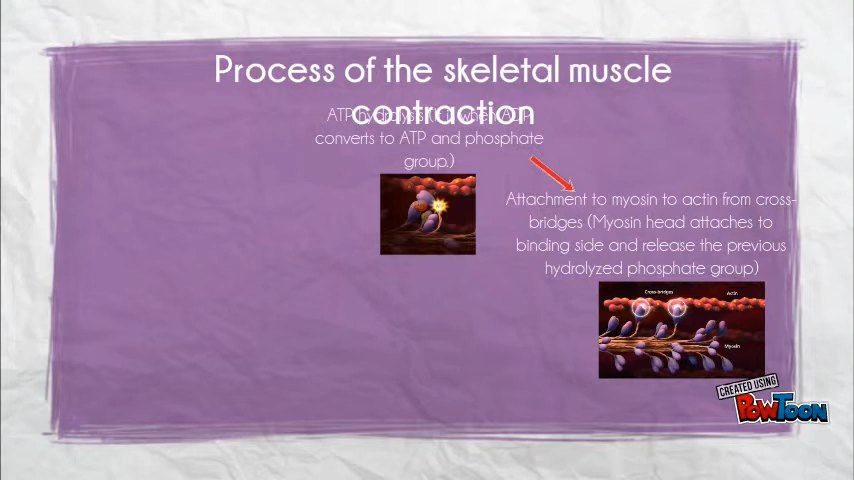 Process of the skeletal muscle
contraction
ATP hydrolysis (
converts to ATP and phosphate
group.)
Attachment to myosin to actin from cross-
bridges (Myosin head attaches to
binding side and release the previous
hydrolyzed phosphate group)
Cross-bridges
Actin
Myosin
CREATED USING
POWTOON